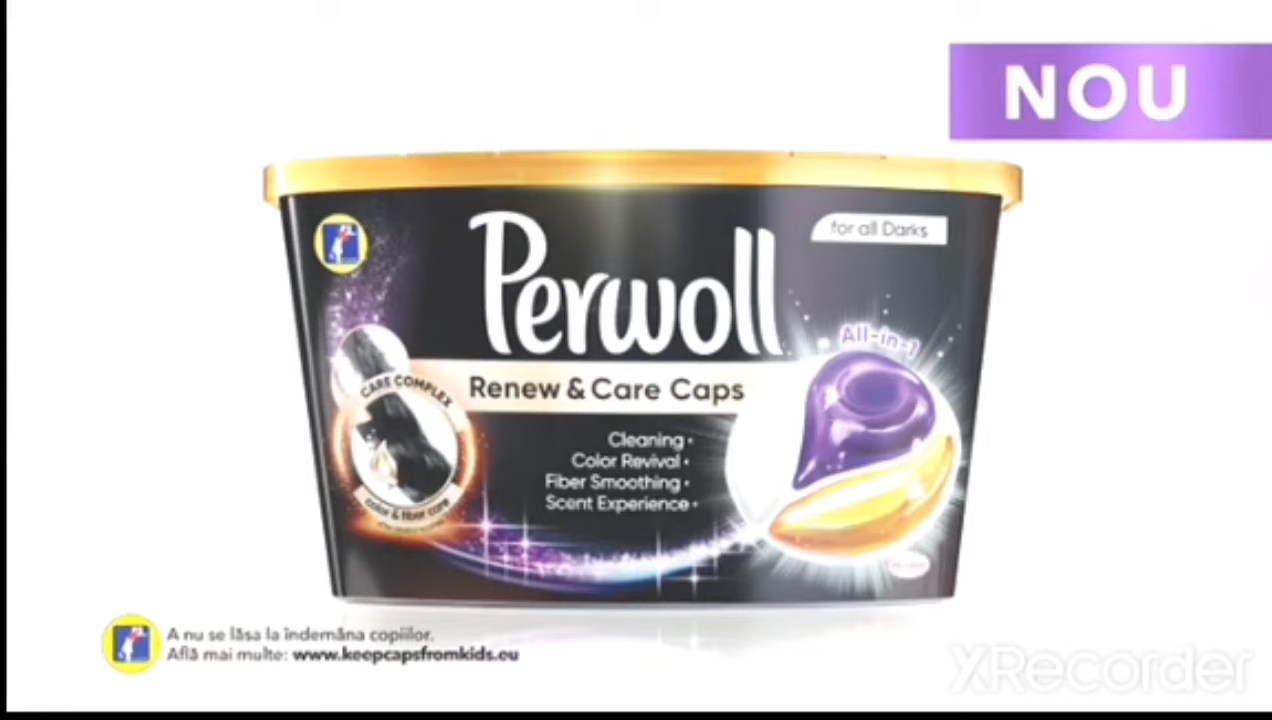 NOU
Perwoll
for all Darks
All-in-1
Renew & Care Caps
CARE COMPLEX
color & fiber care
Cleaning •
Color Revival •
Fiber Smoothing •
Scent Experience •
A nu se lăsa la îndemâna copiilor.
Află mai multe: www.keepcapsfromkids.eu
XRecorder